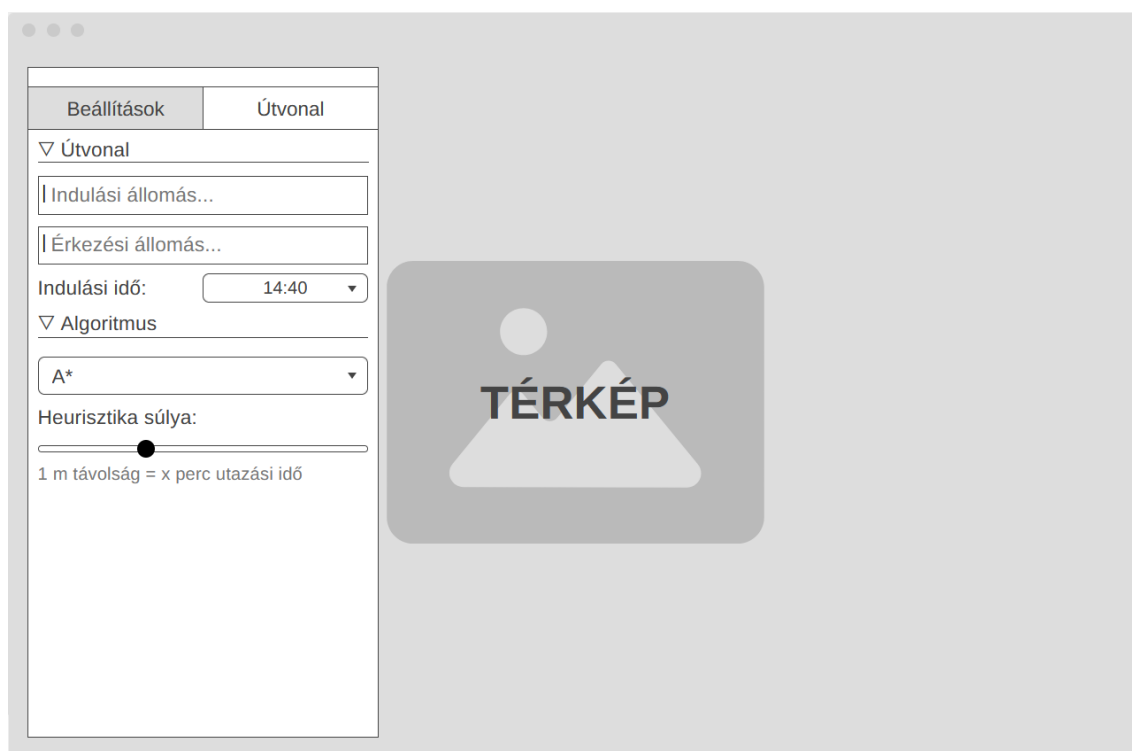 Beállítások
Útvonal
▽ Útvonal
Indulási állomás...
Érkezési állomás...
Indulási idő:
14:40
▽ Algoritmus
A*
Heurisztika súlya:
1 m távolság = x perc utazási idő
TÉRKÉP